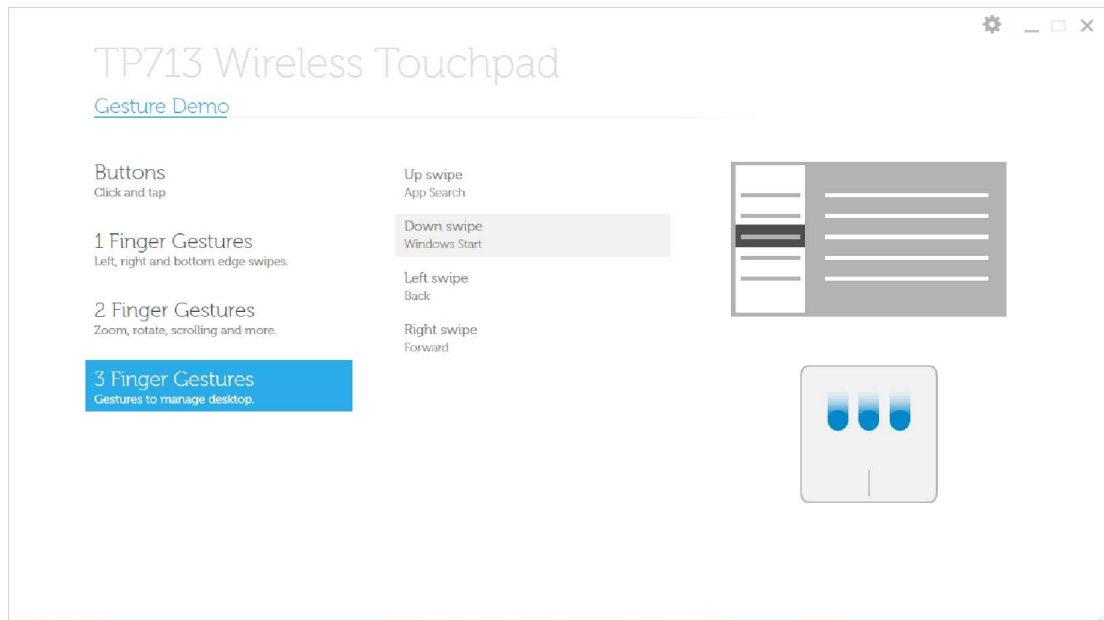 TP713 Wireless Touchpad
Gesture Demo
Buttons
Click and tap
1 Finger Gestures
Left, right and bottom edge swipes.
2 Finger Gestures
Zoom, rotate, scrolling and more.
3 Finger Gestures
Gestures to manage desktop.
Up swipe
App Search
Down swipe
Windows Start
Left swipe
Back
Right swipe
Forward